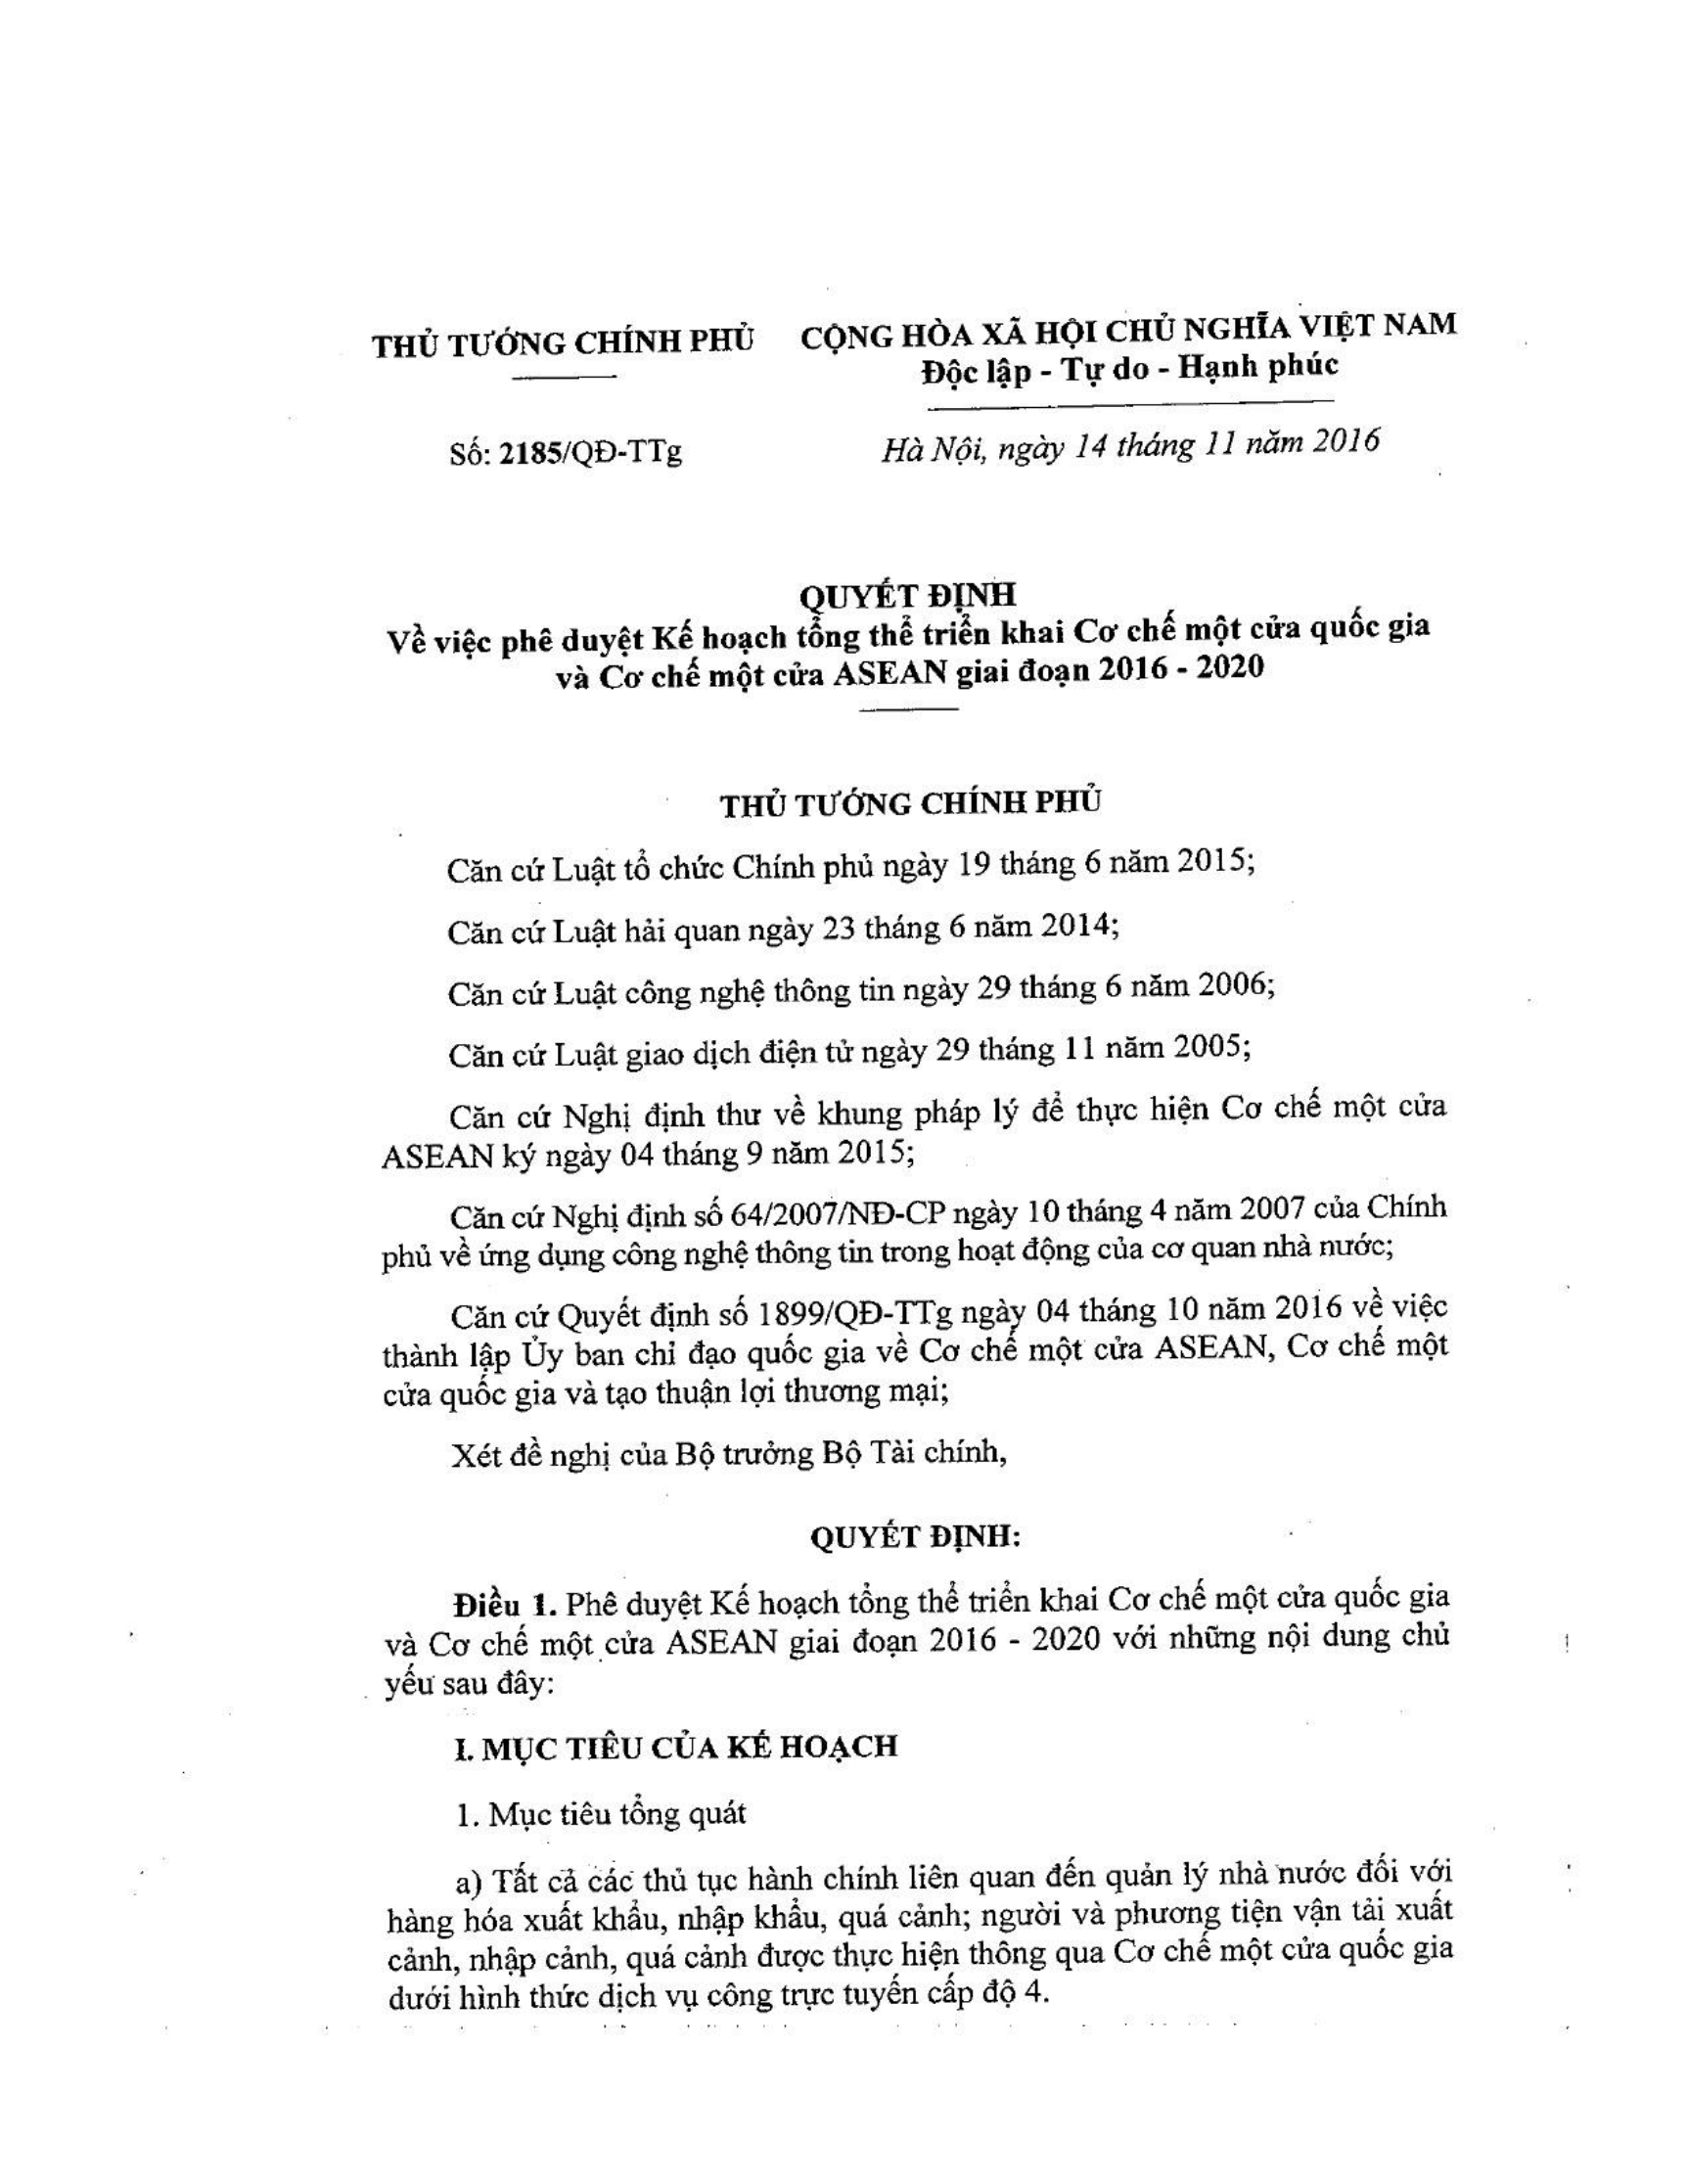 THỦ TƯỚNG CHÍNH PHỦ
CỘNG HÒA XÃ HỘI CHỦ NGHĨA VIỆT NAM
Độc lập - Tự do - Hạnh phúc
Số: 2185/QĐ-TTg
Hà Nội, ngày 14 tháng 11 năm 2016
QUYẾT ĐỊNH
Về việc phê duyệt Kế hoạch tổng thể triển khai Cơ chế một cửa quốc gia
và Cơ chế một cửa ASEAN giai đoạn 2016 - 2020
THỦ TƯỚNG CHÍNH PHỦ
Căn cứ Luật tổ chức Chính phủ ngày 19 tháng 6 năm 2015;
Căn cứ Luật hải quan ngày 23 tháng 6 năm 2014;
Căn cứ Luật công nghệ thông tin ngày 29 tháng 6 năm 2006;
Căn cứ Luật giao dịch điện tử ngày 29 tháng 11 năm 2005;
Căn cứ Nghị định thư về khung pháp lý để thực hiện Cơ chế một cửa
ASEAN ký ngày 04 tháng 9 năm 2015;
Căn cứ Nghị định số 64/2007/NĐ-CP ngày 10 tháng 4 năm 2007 của Chính
phủ về ứng dụng công nghệ thông tin trong hoạt động của cơ quan nhà nước;
Căn cứ Quyết định số 1899/QĐ-TTg ngày 04 tháng 10 năm 2016 về việc
thành lập Ủy ban chỉ đạo quốc gia về Cơ chế một cửa ASEAN, Cơ chế một
cửa quốc gia và tạo thuận lợi thương mại;
Xét đề nghị của Bộ trưởng Bộ Tài chính,
QUYẾT ĐỊNH:
Điều 1. Phê duyệt Kế hoạch tổng thể triển khai Cơ chế một cửa quốc gia
và Cơ chế một cửa ASEAN giai đoạn 2016 - 2020 với những nội dung chủ
yếu sau đây:
I. MỤC TIÊU CỦA KẾ HOẠCH
1. Mục tiêu tổng quát
a) Tất cả các thủ tục hành chính liên quan đến quản lý nhà nước đối với
hàng hóa xuất khẩu, nhập khẩu, quá cảnh; người và phương tiện vận tải xuất
cảnh, nhập cảnh, quá cảnh được thực hiện thông qua Cơ chế một cửa quốc gia
dưới hình thức dịch vụ công trực tuyến cấp độ 4.